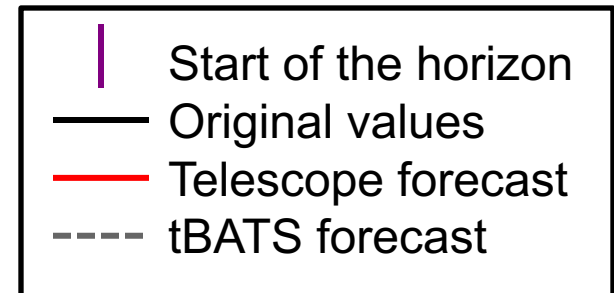 Start of the horizon
Original values
Telescope forecast
tBATS forecast